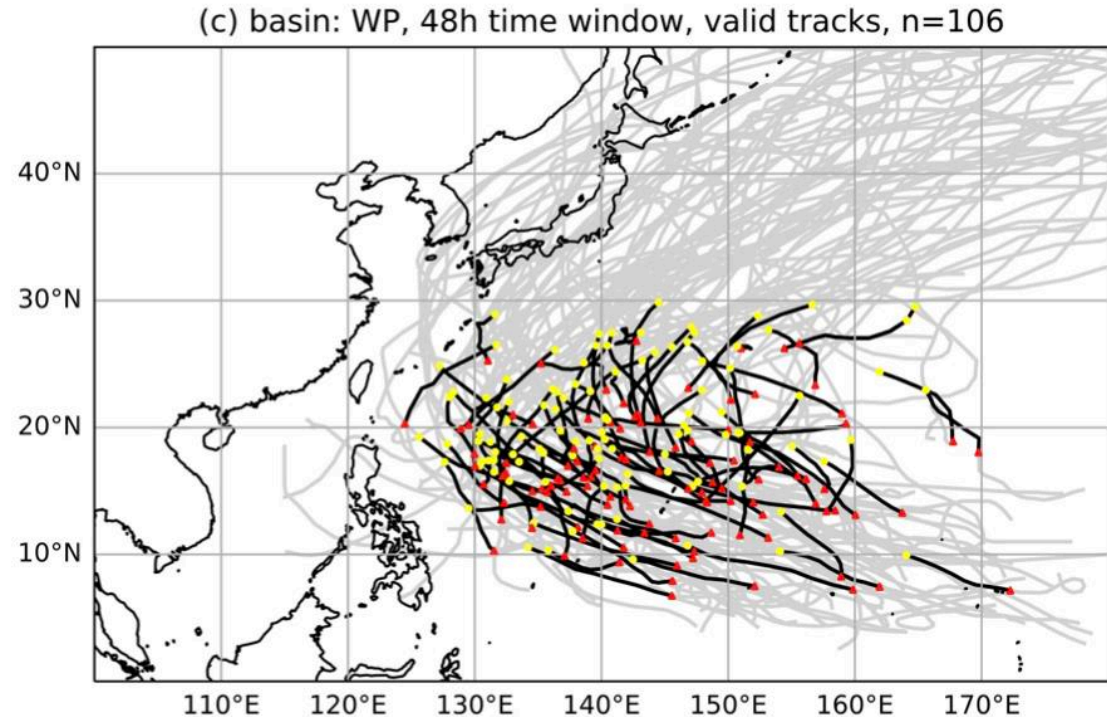 (c) basin: WP, 48h time window, valid tracks, n=106
40°N
30°N
20°N
10°N
110°E 120°E 130°E 140°E 150°E 160°E 170°E